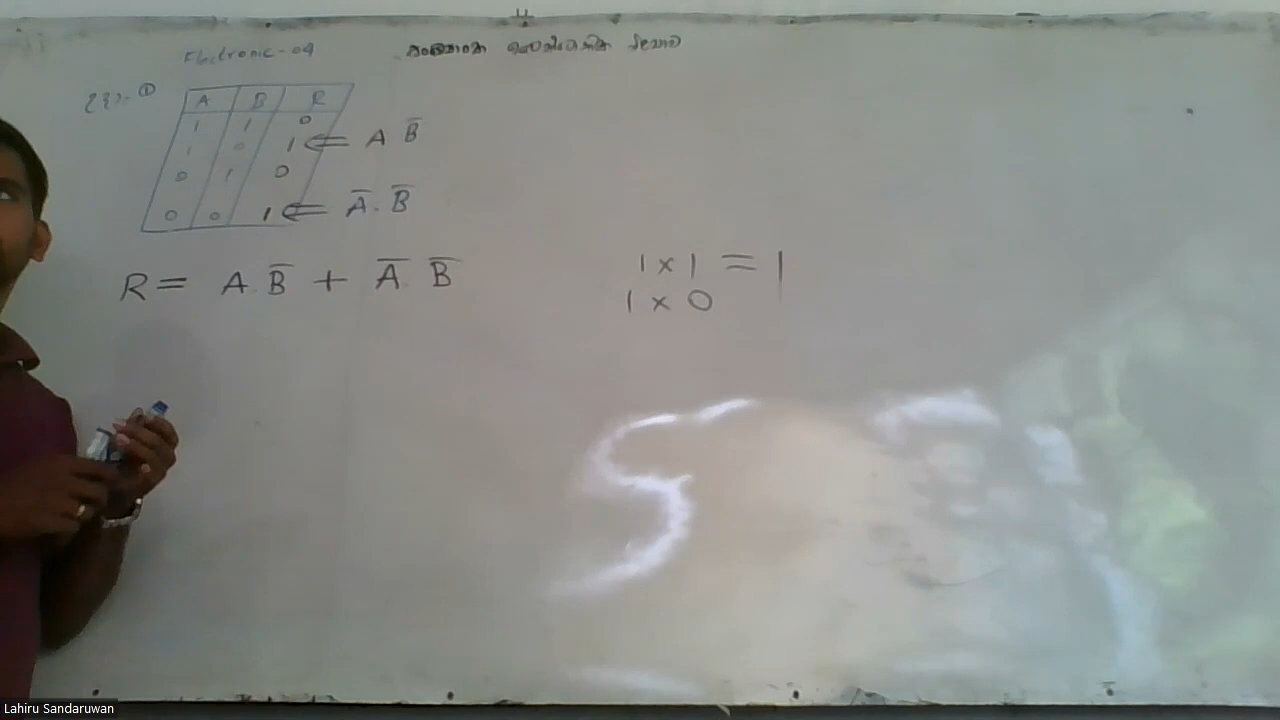 Electronic - 04
①
A B R
1 1 0
1 0 1 ⇐ A B̅
0 1 0
0 0 1 ⇐ A̅ . B̅
R = A . B̅ + A̅ . B̅
1 × 1 = 1
1 × 0
Lahiru Sandaruwan